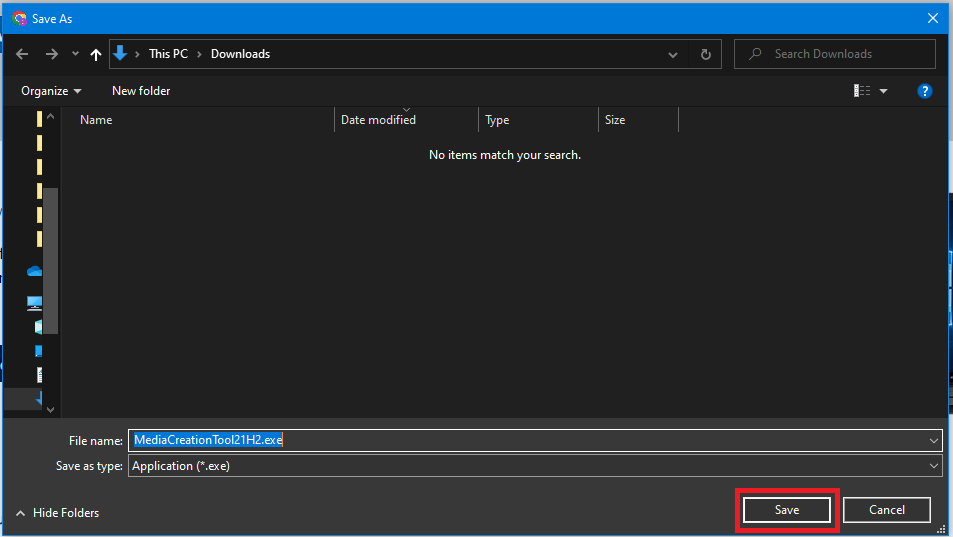 Save As
This PC > Downloads
Search Downloads
Organize
New folder
?
Name
Date modified
Type
Size
No items match your search.
File name: MediaCreationTool21H2.exe
Save as type: Application (*.exe)
Hide Folders
Save
Cancel